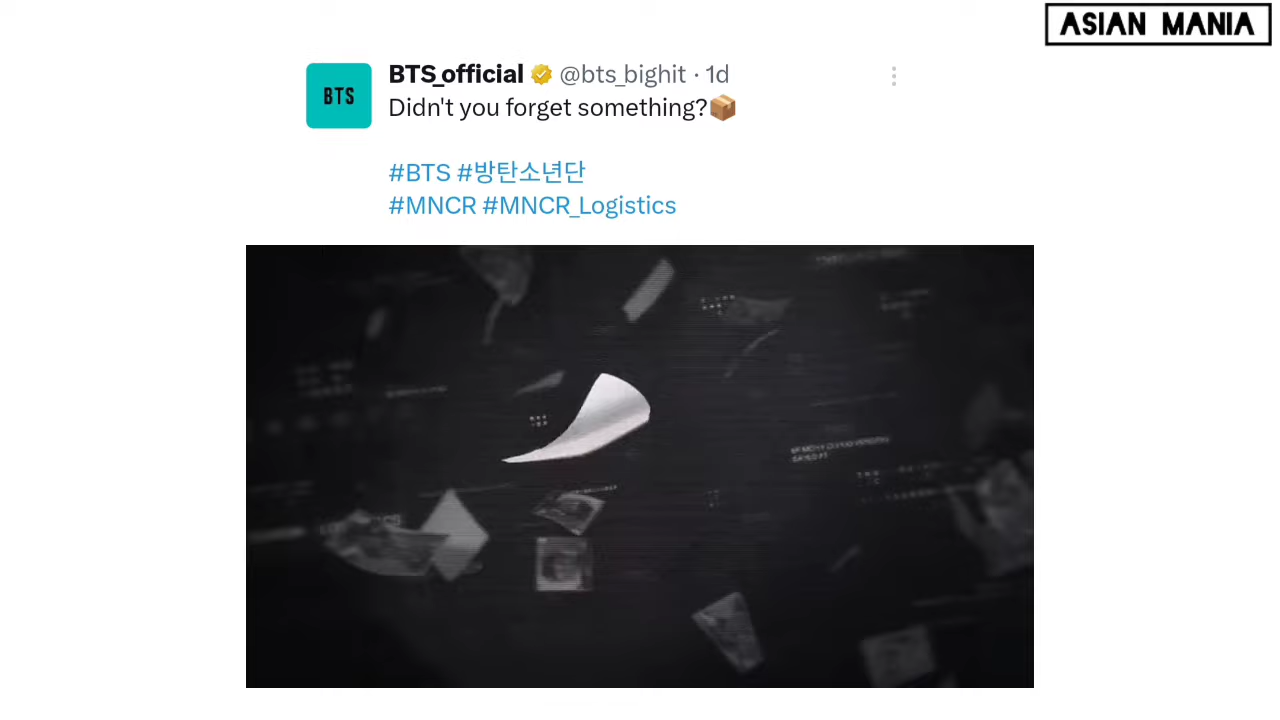 ASIAN MANIA
BTS_official @bts_bighit · 1d
BTS
Didn't you forget something?📦
#BTS #방탄소년단
#MNCR #MNCR_Logistics